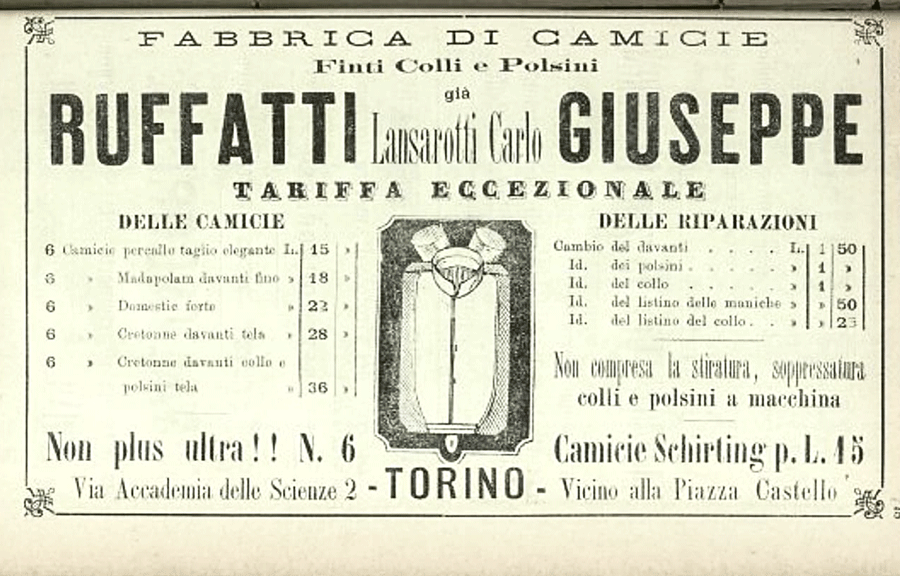 FABBRICA DI CAMICIE
Finti Colli e Polsini
già
RUFFATTI Lansarotti Carlo GIUSEPPE
TARIFFA ECCEZIONALE
DELLE CAMICIE
6 Camicie percallo taglio elegante L. 15 »
6 » Madapolam davanti fino » 18 »
6 » Domestic forte 22 »
6 » Cretonne davanti tela » 28 »
6 » Cretonne davanti collo e
polsini tela » 36 »
Non plus ultra!! N. 6
Via Accademia delle Scienze 2
DELLE RIPARAZIONI
Cambio del davanti . . . . L. 1 50
Id. dei polsini . . . . . » 1 »
Id. del collo . . . . . » 1 »
Id. del listino delle maniche » » 50
Id. del listino del collo . . » » 25
Non compresa la stiratura, soppressatura
colli e polsini a macchina
Camicie Schirting p. L. 15
- TORINO -
Vicino alla Piazza Castello